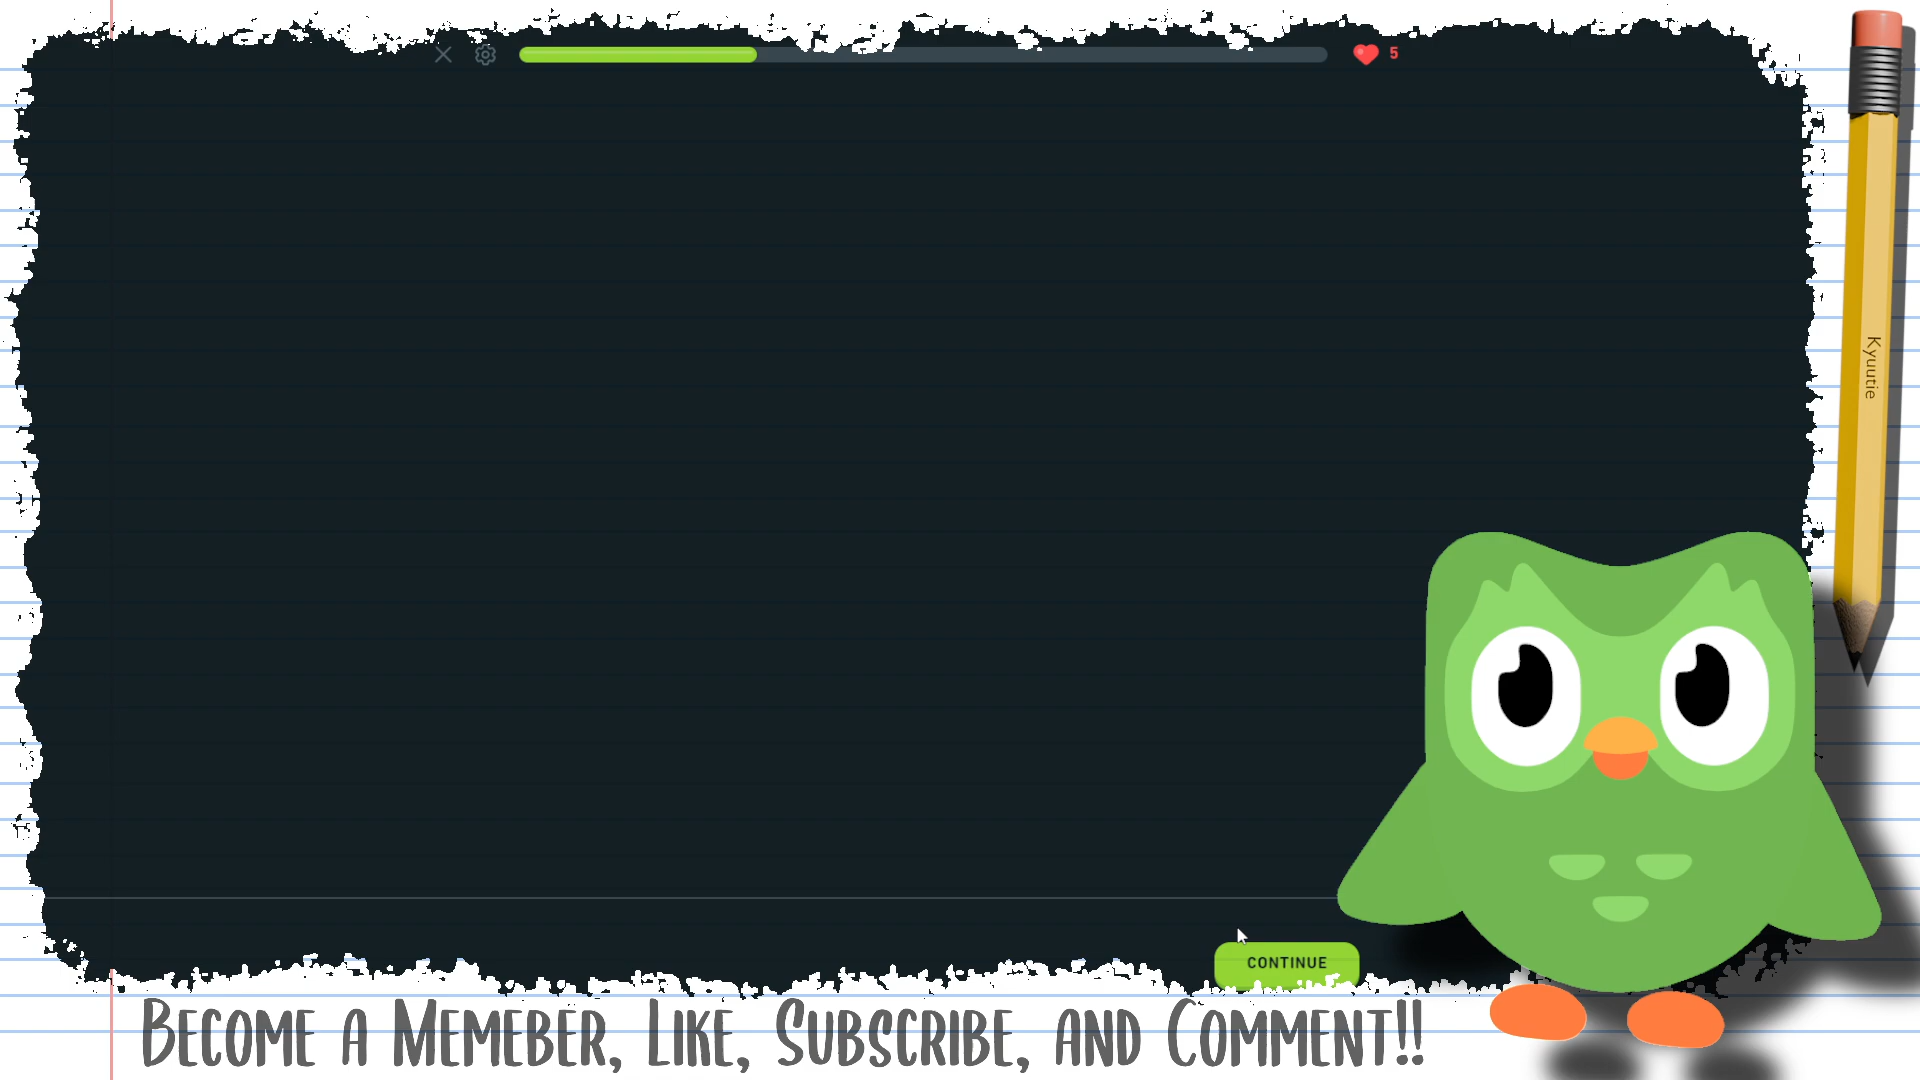 5
Kyuutie
CONTINUE
BECOME A MEMEBER, LIKE, SUBSCRIBE, AND COMMENT!!